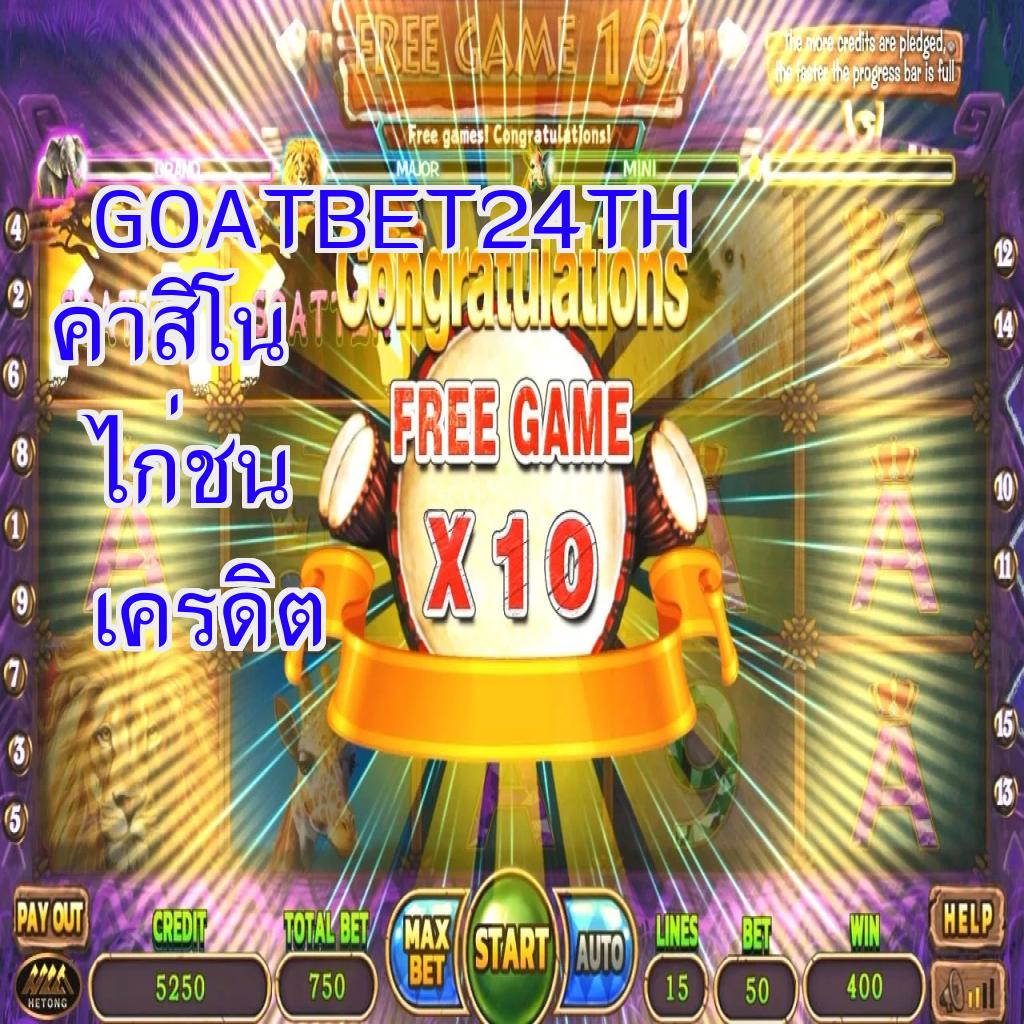 FREE GAME 10
The more credits are pledged,
the faster the progress bar is full
Free games! Congratulations!
GRAND MAJOR MINI
GOATBET24TH
Congratulations
คาสิโน
ไก่ชน
เครดิต
FREE GAME
X10
4
2
6
8
1
9
7
3
5
12
14
10
11
15
13
K
A
A
A
A
9
A
PAY OUT
HETONG
CREDIT
5250
TOTAL BET
750
MAX
BET
START
AUTO
LINES
15
BET
50
WIN
400
HELP